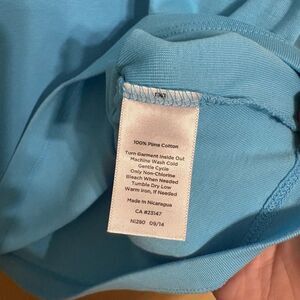 100% Pima Cotton
Turn Garment Inside Out
Machine Wash Cold
Gentle Cycle
Only Non-Chlorine
Bleach When Needed
Tumble Dry Low
Warm Iron, If Needed
Made In Nicaragua
CA #23147
NI280 09/14